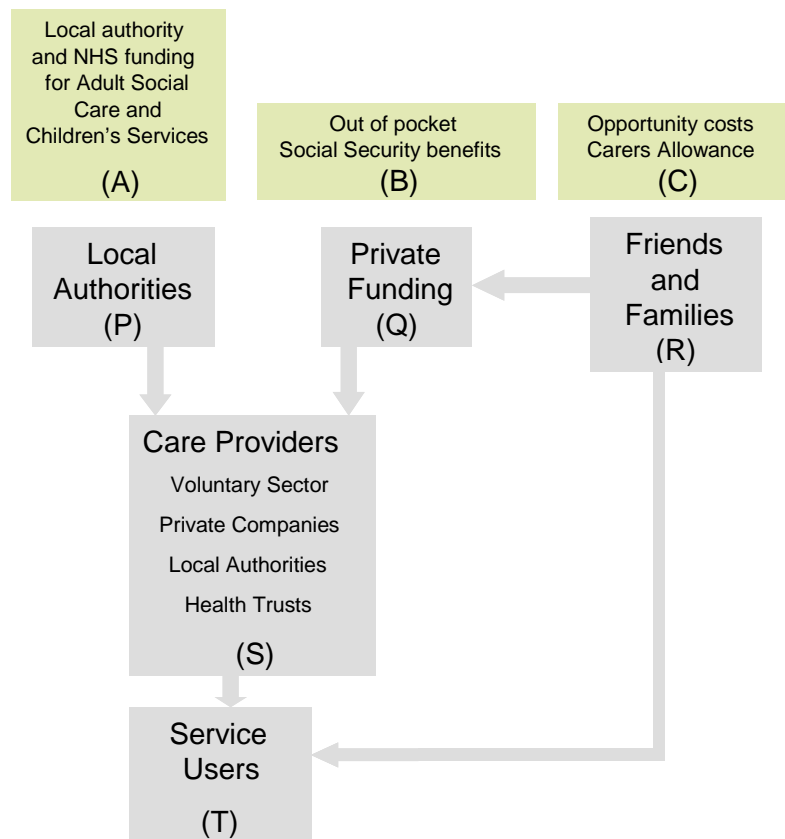 Local authority
and NHS funding
for Adult Social
Care and
Children’s Services
(A)
Out of pocket
Social Security benefits
(B)
Opportunity costs
Carers Allowance
(C)
Local
Authorities
(P)
Private
Funding
(Q)
Friends
and
Families
(R)
Care Providers
Voluntary Sector
Private Companies
Local Authorities
Health Trusts
(S)
Service
Users
(T)